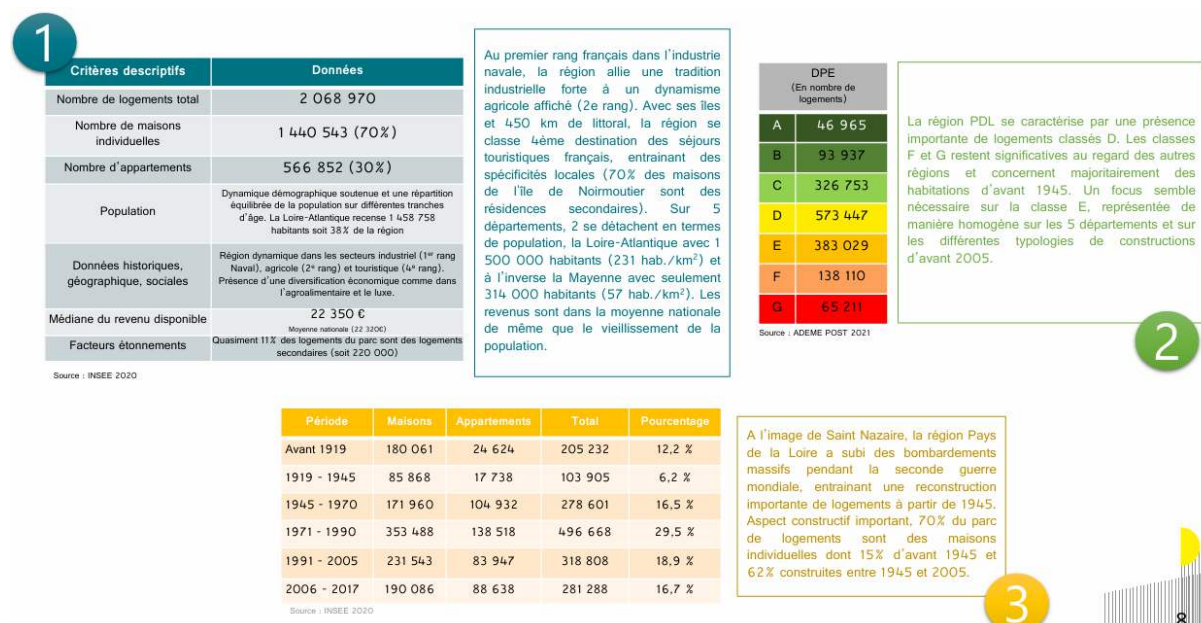 1
Critères descriptifs Données
Nombre de logements total 2 068 970
Nombre de maisons
individuelles
1 440 543 (70%)
Nombre d'appartements 566 852 (30%)
Population
Dynamique démographique soutenue et une répartition
équilibrée de la population sur différentes tranches
d'âge. La Loire-Atlantique recense 1 458 758
habitants soit 38% de la région
Données historiques,
géographique, sociales
Région dynamique dans les secteurs industriel (1er rang
Naval), agricole (2e rang) et touristique (4e rang).
Présence d'une diversification économique comme dans
l'agroalimentaire et le luxe.
Médiane du revenu disponible
22 350 €
Moyenne nationale (22 320€)
Facteurs étonnements
Quasiment 11% des logements du parc sont des logements
secondaires (soit 220 000)
Source : INSEE 2020
Au premier rang français dans l'industrie
navale, la région allie une tradition
industrielle forte à un dynamisme
agricole affiché (2e rang). Avec ses îles
et 450 km de littoral, la région se
classe 4éme destination des séjours
touristiques français, entrainant des
spécificités locales (70% des maisons
de l'île de Noirmoutier sont des
résidences secondaires). Sur 5
départements, 2 se détachent en termes
de population, la Loire-Atlantique avec 1
500 000 habitants (231 hab./km²) et
à l'inverse la Mayenne avec seulement
314 000 habitants (57 hab./km²). Les
revenus sont dans la moyenne nationale
de même que le vieillissement de la
population.
DPE
(En nombre de
logements)
A 46 965
B 93 937
C 326 753
D 573 447
E 383 029
F 138 110
G 65 211
Source : ADEME POST 2021
La région PDL se caractérise par une présence
importante de logements classés D. Les classes
F et G restent significatives au regard des autres
régions et concernent majoritairement des
habitations d'avant 1945. Un focus semble
nécessaire sur la classe E, représentée de
manière homogène sur les 5 départements et sur
les différentes typologies de constructions
d'avant 2005.
2
Période Maisons Appartements Total Pourcentage
Avant 1919 180 061 24 624 205 232 12,2 %
1919 - 1945 85 868 17 738 103 905 6,2 %
1945 - 1970 171 960 104 932 278 601 16,5 %
1971 - 1990 353 488 138 518 496 668 29,5 %
1991 - 2005 231 543 83 947 318 808 18,9 %
2006 - 2017 190 086 88 638 281 288 16,7 %
Source : INSEE 2020
A l'image de Saint Nazaire, la région Pays
de la Loire a subi des bombardements
massifs pendant la seconde guerre
mondiale, entrainant une reconstruction
importante de logements à partir de 1945.
Aspect constructif important, 70% du parc
de logements sont des maisons
individuelles dont 15% d'avant 1945 et
62% construites entre 1945 et 2005.
3
8